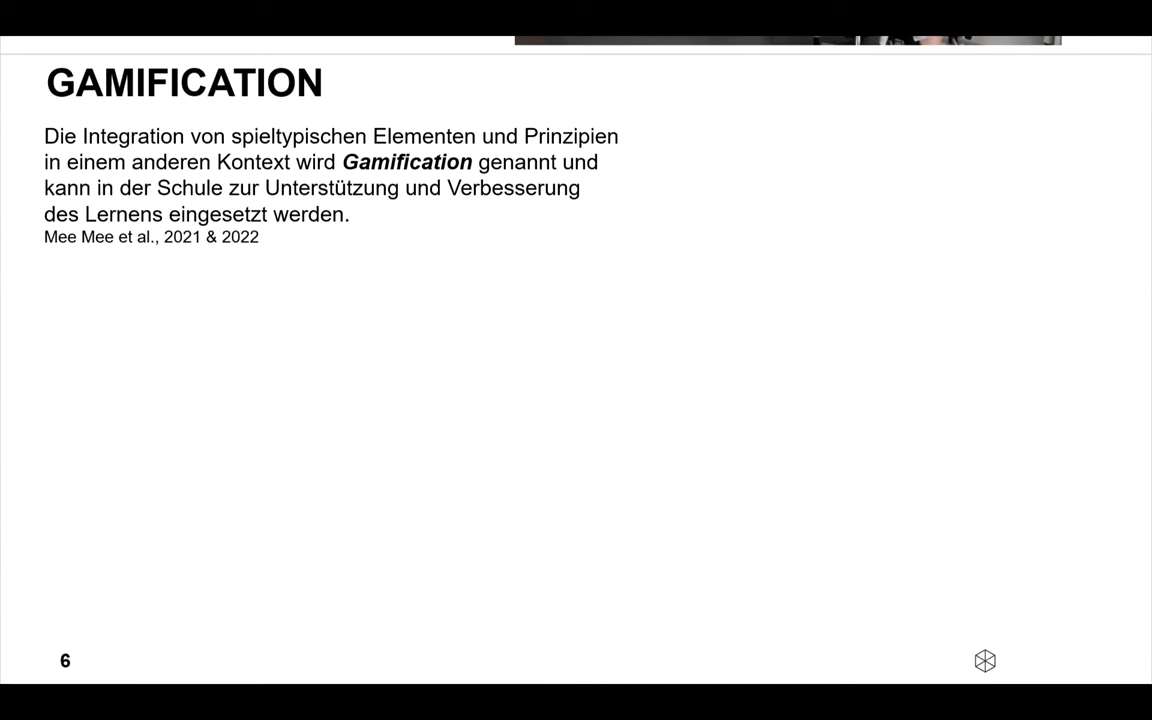 GAMIFICATION
Die Integration von spieltypischen Elementen und Prinzipien
in einem anderen Kontext wird Gamification genannt und
kann in der Schule zur Unterstützung und Verbesserung
des Lernens eingesetzt werden.
Mee Mee et al., 2021 & 2022
6